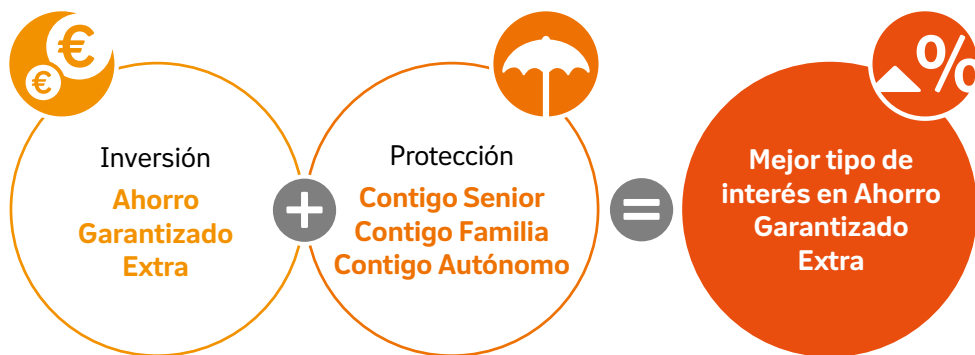 €
€
%
Inversión
Ahorro
Garantizado
Extra
+
Protección
Contigo Senior
Contigo Familia
Contigo Autónomo
=
Mejor tipo de
interés en Ahorro
Garantizado
Extra